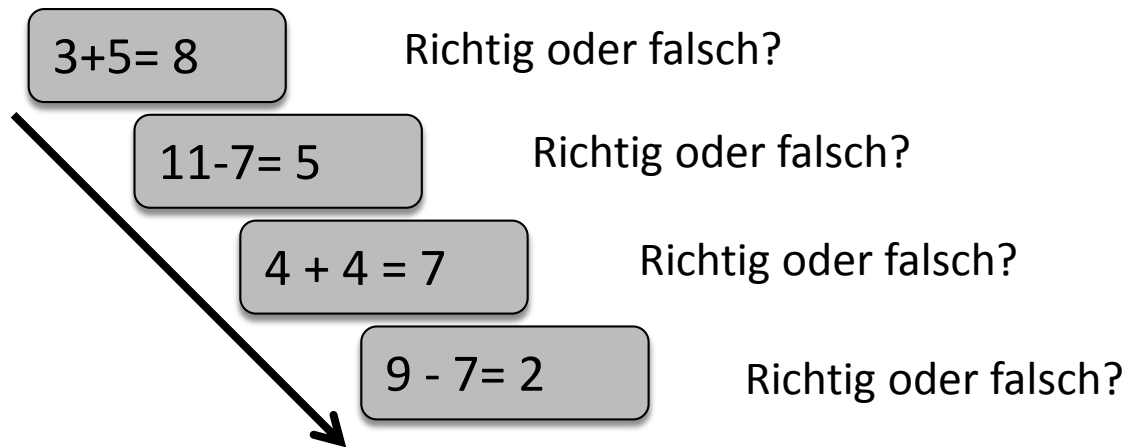 3+5= 8 Richtig oder falsch?
11-7= 5 Richtig oder falsch?
4 + 4 = 7 Richtig oder falsch?
9 - 7= 2 Richtig oder falsch?